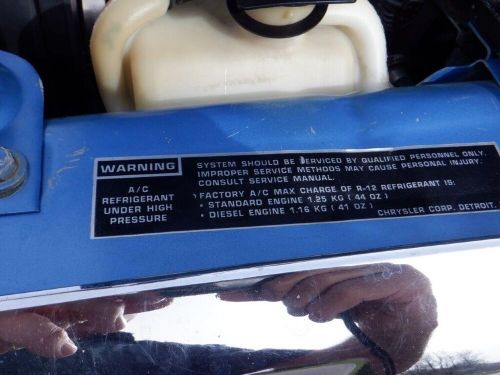 WARNING
A/C
REFRIGERANT
UNDER HIGH
PRESSURE
SYSTEM SHOULD BE SERVICED BY QUALIFIED PERSONNEL ONLY.
IMPROPER SERVICE METHODS MAY CAUSE PERSONAL INJURY.
CONSULT SERVICE MANUAL.
FACTORY A/C MAX CHARGE OF R-12 REFRIGERANT IS:
• STANDARD ENGINE 1.25 KG (44 OZ)
• DIESEL ENGINE 1.16 KG (41 OZ)
CHRYSLER CORP. DETROIT.